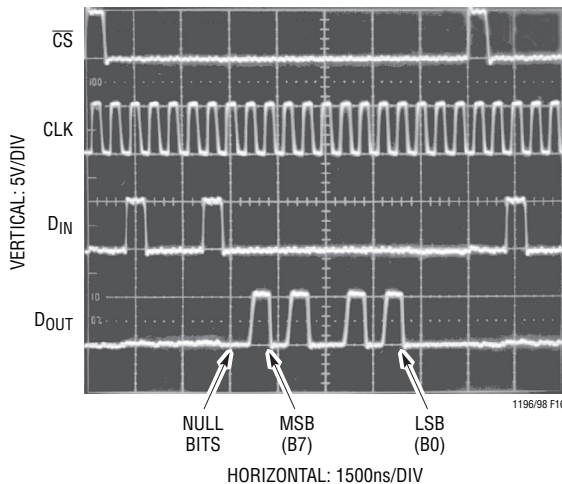 CS
100
CLK
VERTICAL: 5V/DIV
DIN
10
0%
DOUT
1196/98 F16
NULL
BITS
MSB
(B7)
LSB
(B0)
HORIZONTAL: 1500ns/DIV